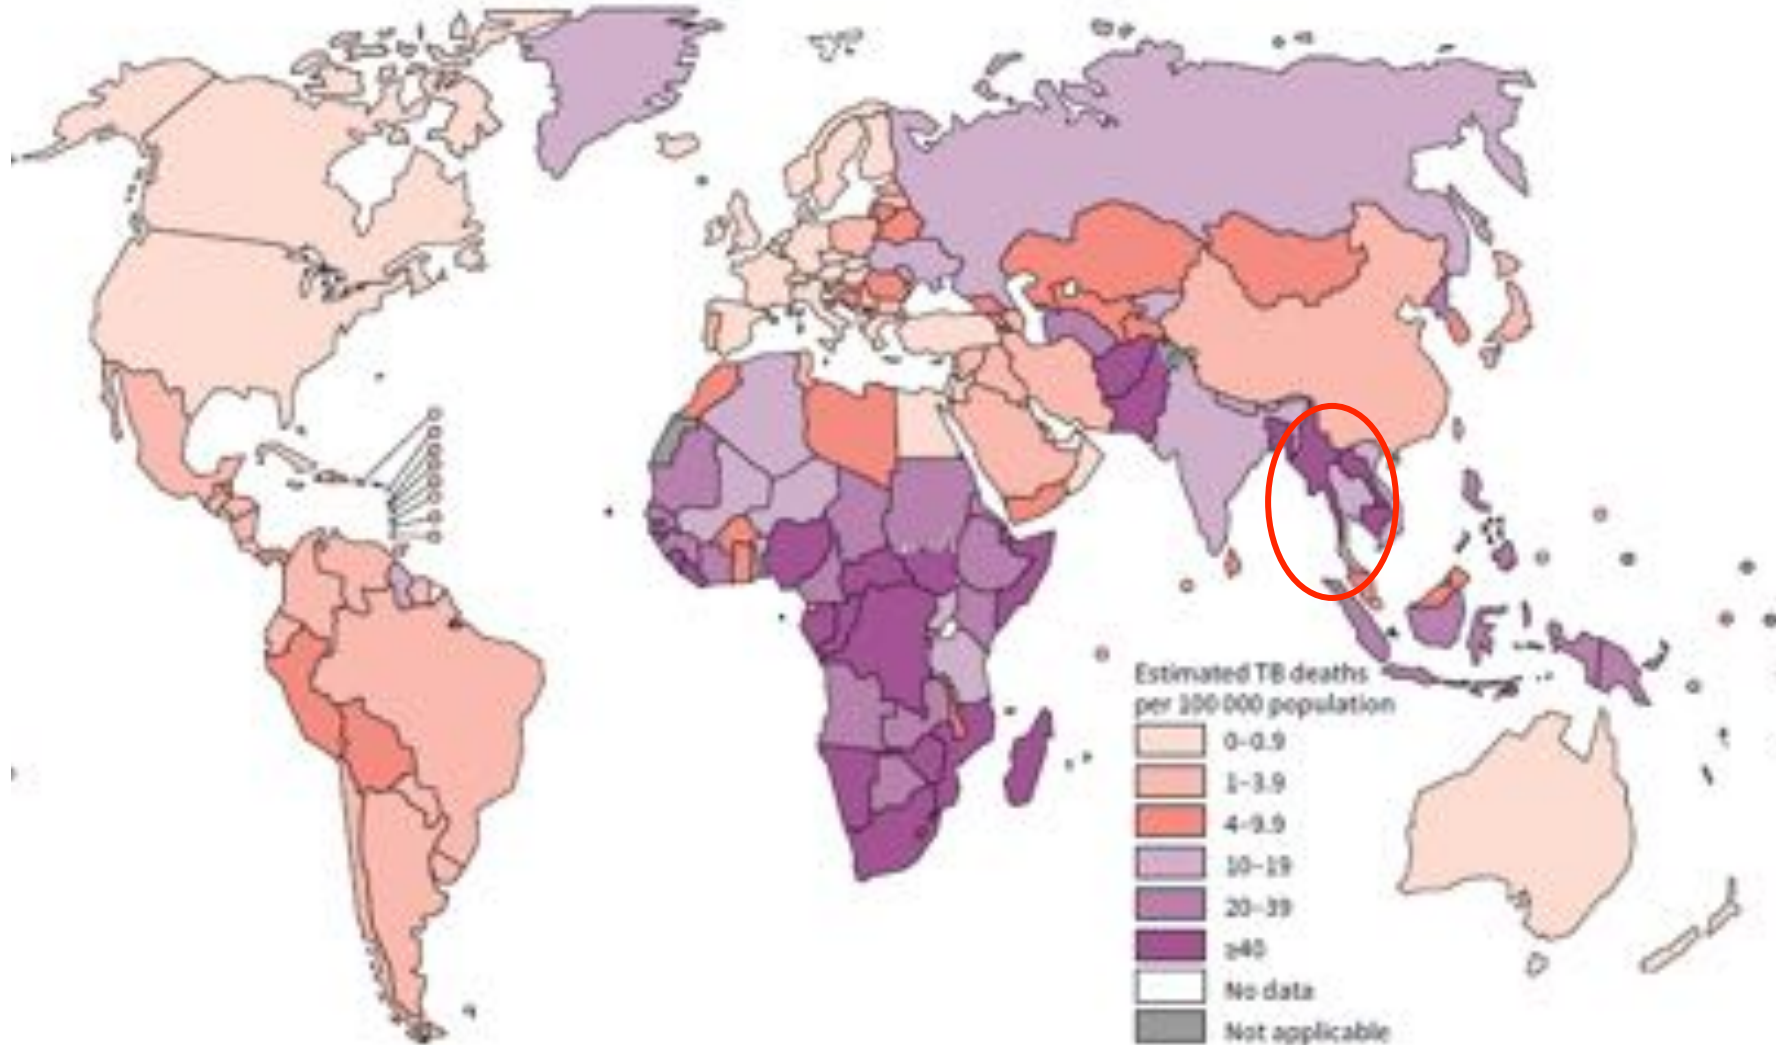 Estimated TB deaths
per 100 000 population
0–0.9
1–3.9
4–9.9
10–19
20–39
≥40
No data
Not applicable